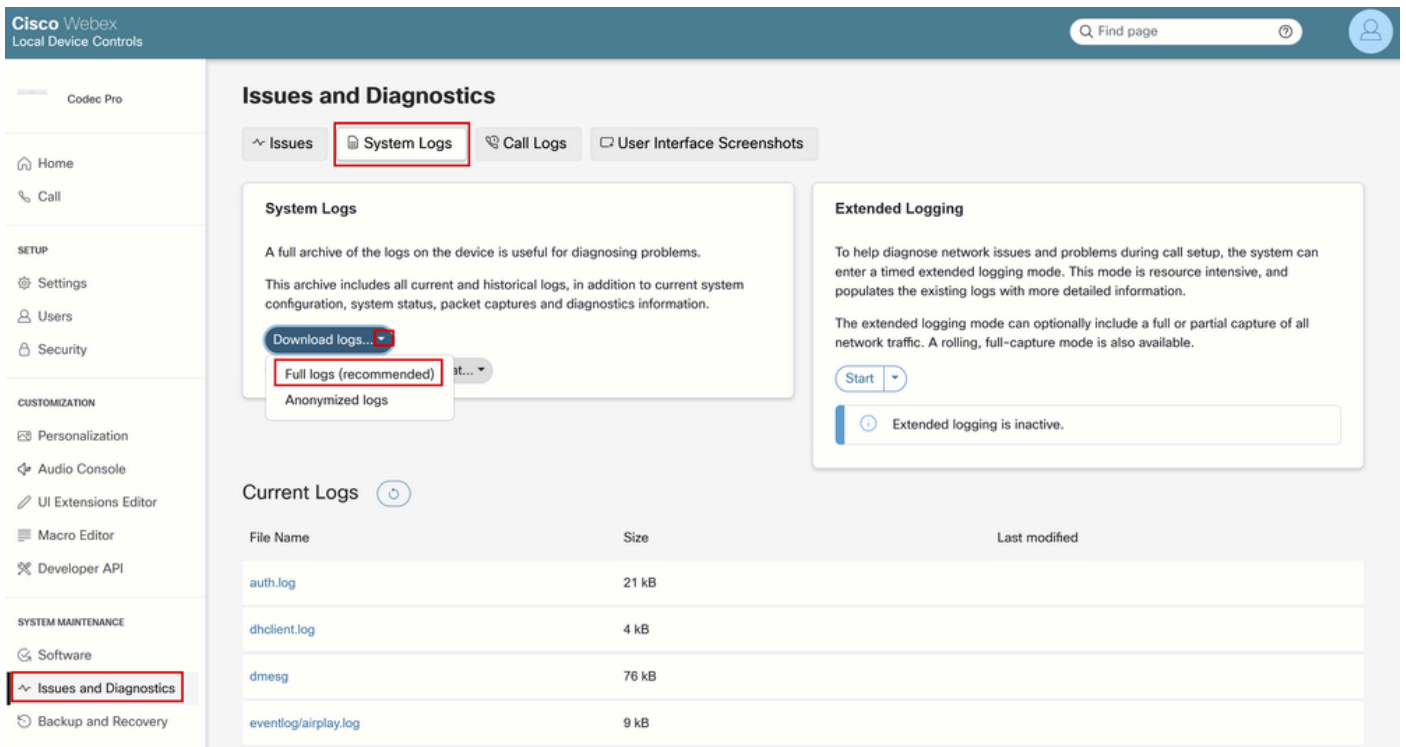 Cisco Webex
Local Device Controls
Find page
Codec Pro
Home
Call
SETUP
Settings
Users
Security
CUSTOMIZATION
Personalization
Audio Console
UI Extensions Editor
Macro Editor
Developer API
SYSTEM MAINTENANCE
Software
Issues and Diagnostics
Backup and Recovery
Issues and Diagnostics
Issues
System Logs
Call Logs
User Interface Screenshots
System Logs
A full archive of the logs on the device is useful for diagnosing problems.
This archive includes all current and historical logs, in addition to current system
configuration, system status, packet captures and diagnostics information.
Download logs...
Full logs (recommended)
at...
Anonymized logs
Extended Logging
To help diagnose network issues and problems during call setup, the system can
enter a timed extended logging mode. This mode is resource intensive, and
populates the existing logs with more detailed information.
The extended logging mode can optionally include a full or partial capture of all
network traffic. A rolling, full-capture mode is also available.
Start
Extended logging is inactive.
Current Logs
File Name Size Last modified
auth.log 21 kB
dhclient.log 4 kB
dmesg 76 kB
eventlog/airplay.log 9 kB